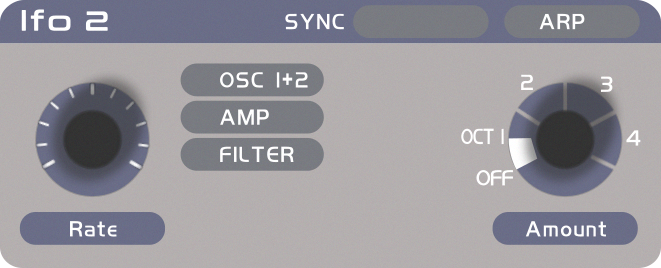 lfo 2
SYNC
ARP
OSC 1+2
AMP
FILTER
2
3
OCT 1
4
OFF
Rate
Amount